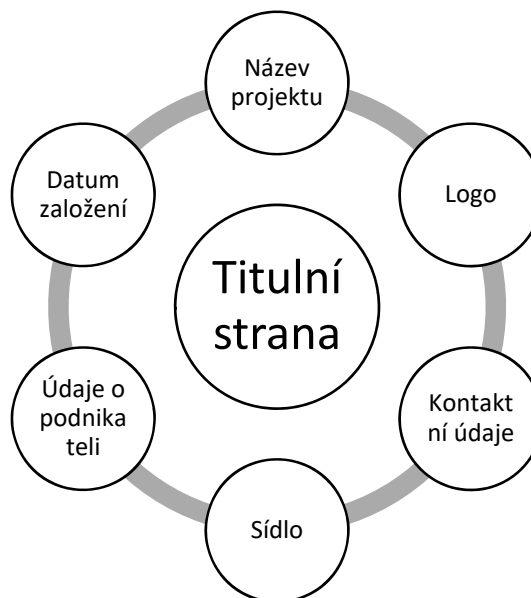 Název
projektu
Logo
Kontakt
ní údaje
Sídlo
Údaje o
podnika
teli
Datum
založení
Titulní
strana